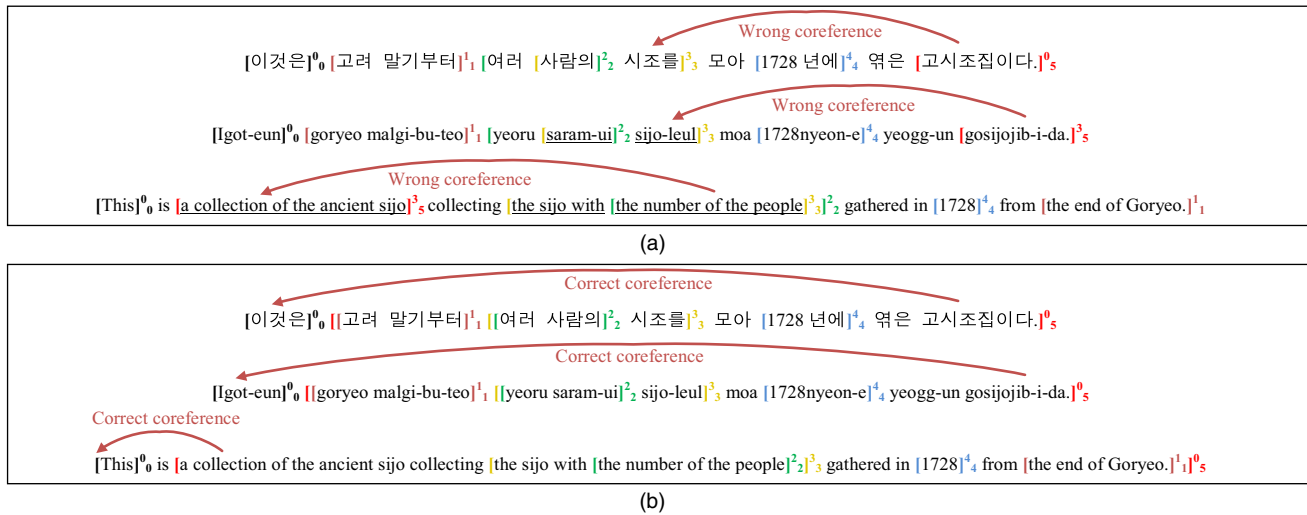 Wrong coreference
[이것은]⁰₀ [고려 말기부터]¹₁ [여러 [사람의]²₂ 시조를]³₃ 모아 [1728 년에]⁴₄ 엮은 [고시조집이다.]⁰₅
Wrong coreference
[Igot-eun]⁰₀ [goryeo malgi-bu-teo]¹₁ [yeoru [saram-ui]²₂ sijo-leul]³₃ moa [1728nyeon-e]⁴₄ yeogg-un [gosijojib-i-da.]³₅
Wrong coreference
[This]⁰₀ is [a collection of the ancient sijo]³₅ collecting [the sijo with [the number of the people]³₃]²₂ gathered in [1728]⁴₄ from [the end of Goryeo.]¹₁
(a)
Correct coreference
[이것은]⁰₀ [[고려 말기부터]¹₁ [[여러 사람의]²₂ 시조를]³₃ 모아 [1728 년에]⁴₄ 엮은 고시조집이다.]⁰₅
Correct coreference
[Igot-eun]⁰₀ [[goryeo malgi-bu-teo]¹₁ [[yeoru saram-ui]²₂ sijo-leul]³₃ moa [1728nyeon-e]⁴₄ yeogg-un gosijojib-i-da.]⁰₅
Correct coreference
[This]⁰₀ is [a collection of the ancient sijo collecting [the sijo with [the number of the people]²₂]³₃ gathered in [1728]⁴₄ from [the end of Goryeo.]¹₁]⁰₅
(b)